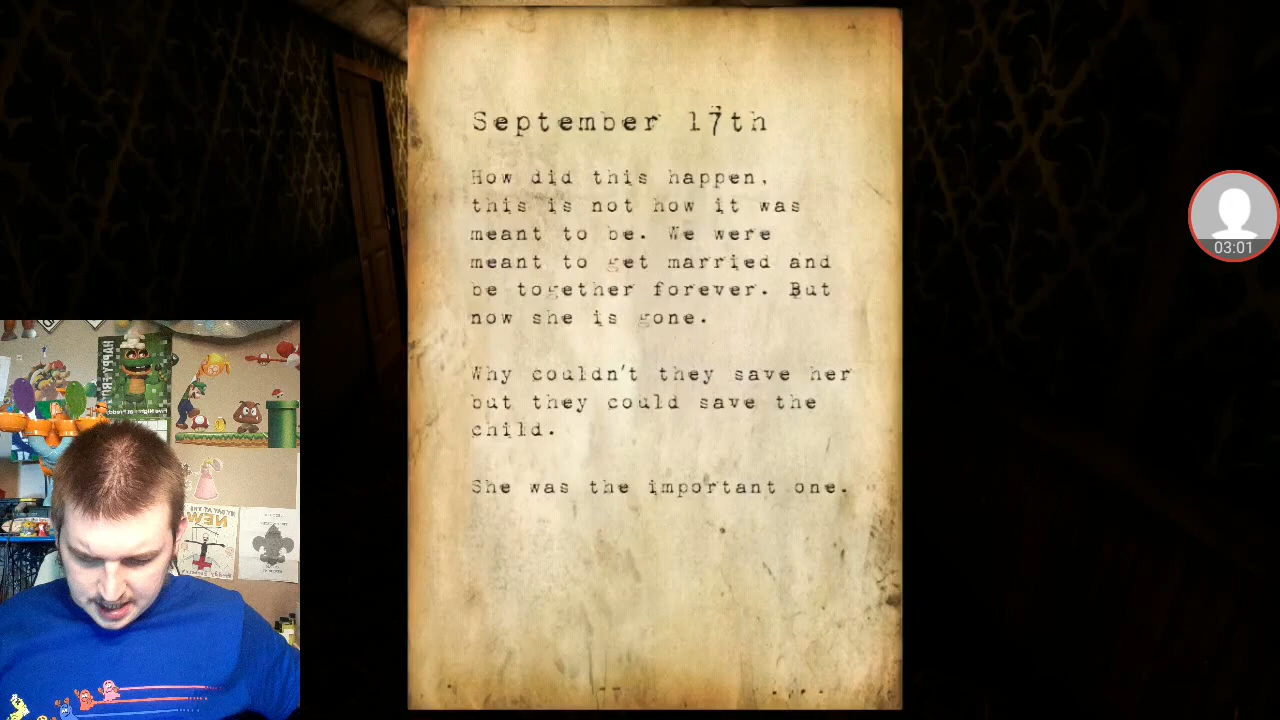 September 17th
How did this happen,
this is not how it was
meant to be. We were
meant to get married and
be together forever. But
now she is gone.
Why couldn't they save her
but they could save the
child.
She was the important one.
03:01